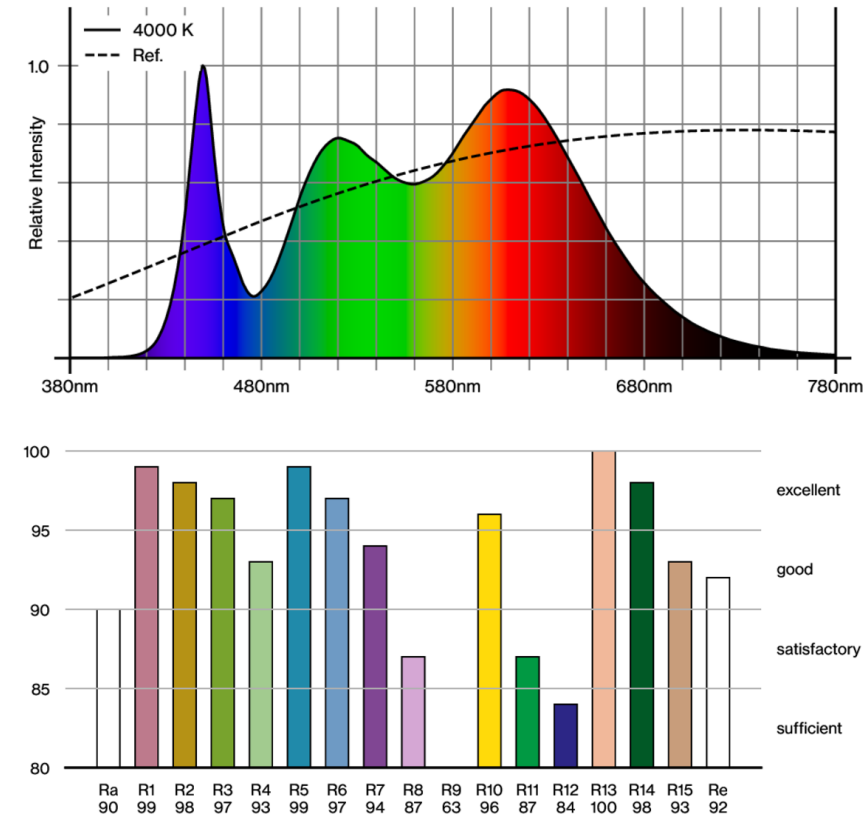 4000 K
Ref.
1.0
Relative Intensity
380nm 480nm 580nm 680nm 780nm
100
excellent
95
good
90
satisfactory
85
sufficient
80
Ra R1 R2 R3 R4 R5 R6 R7 R8 R9 R10 R11 R12 R13 R14 R15 Re
90 99 98 97 93 99 97 94 87 63 96 87 84 100 98 93 92